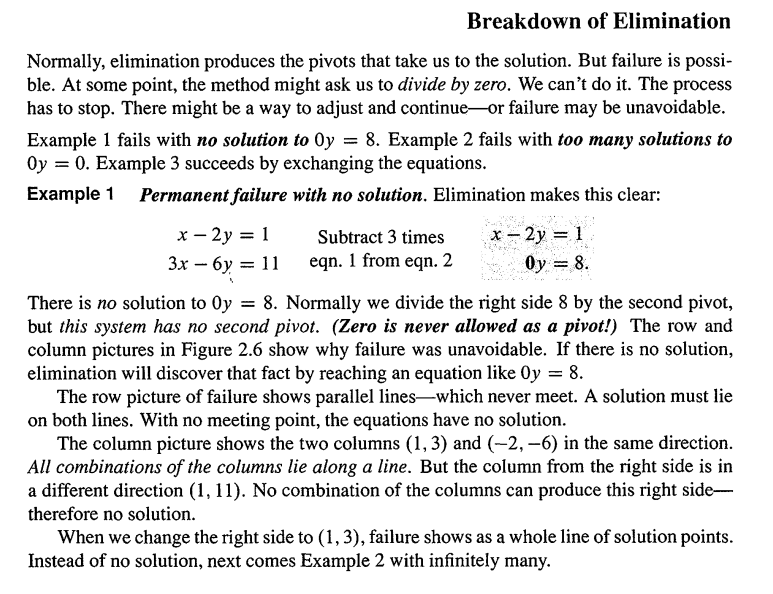 Breakdown of Elimination
Normally, elimination produces the pivots that take us to the solution. But failure is possi-
ble. At some point, the method might ask us to divide by zero. We can't do it. The process
has to stop. There might be a way to adjust and continue—or failure may be unavoidable.
Example 1 fails with no solution to 0y = 8. Example 2 fails with too many solutions to
0y = 0. Example 3 succeeds by exchanging the equations.
Example 1 Permanent failure with no solution. Elimination makes this clear:
x − 2y = 1 Subtract 3 times x − 2y = 1
3x − 6y = 11 eqn. 1 from eqn. 2 0y = 8.
There is no solution to 0y = 8. Normally we divide the right side 8 by the second pivot,
but this system has no second pivot. (Zero is never allowed as a pivot!) The row and
column pictures in Figure 2.6 show why failure was unavoidable. If there is no solution,
elimination will discover that fact by reaching an equation like 0y = 8.
The row picture of failure shows parallel lines—which never meet. A solution must lie
on both lines. With no meeting point, the equations have no solution.
The column picture shows the two columns (1, 3) and (−2, −6) in the same direction.
All combinations of the columns lie along a line. But the column from the right side is in
a different direction (1, 11). No combination of the columns can produce this right side—
therefore no solution.
When we change the right side to (1, 3), failure shows as a whole line of solution points.
Instead of no solution, next comes Example 2 with infinitely many.